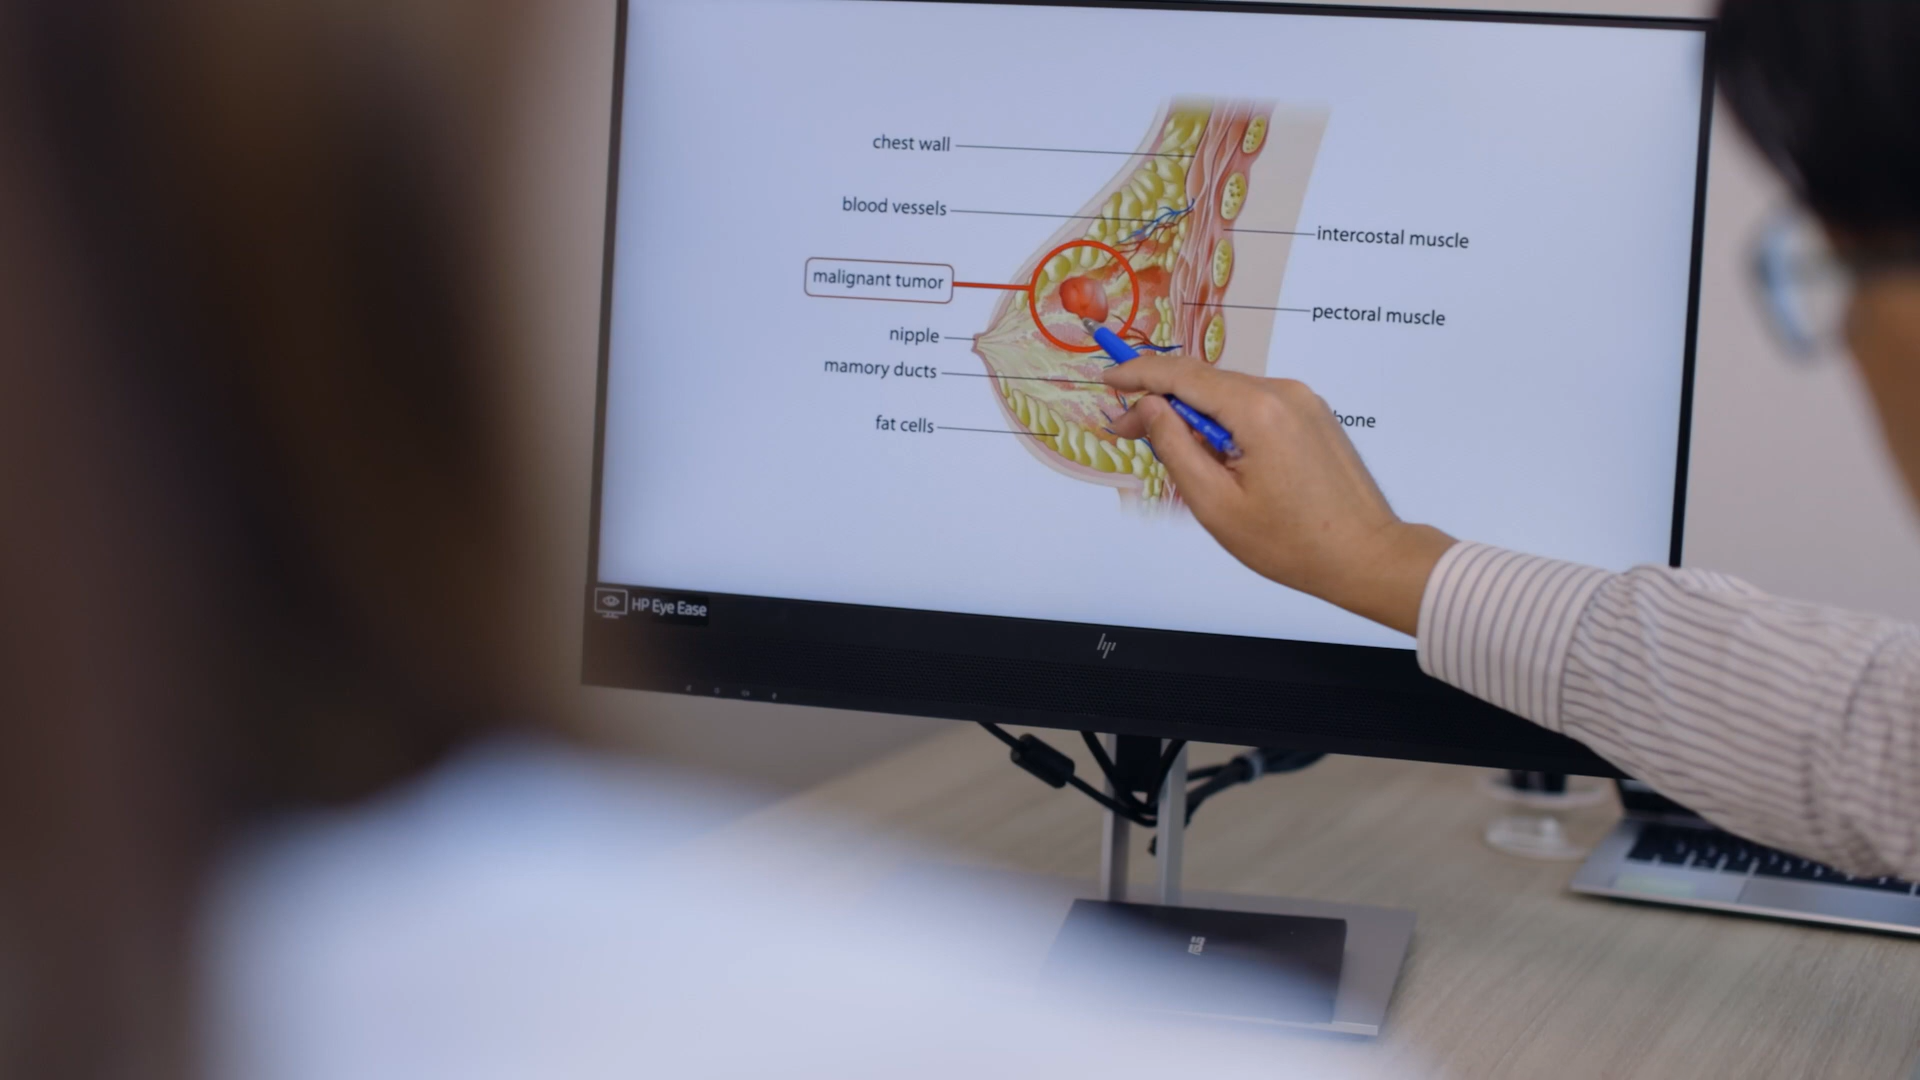 chest wall
blood vessels
malignant tumor
nipple
mamory ducts
fat cells
intercostal muscle
pectoral muscle
bone
HP Eye Ease
hp